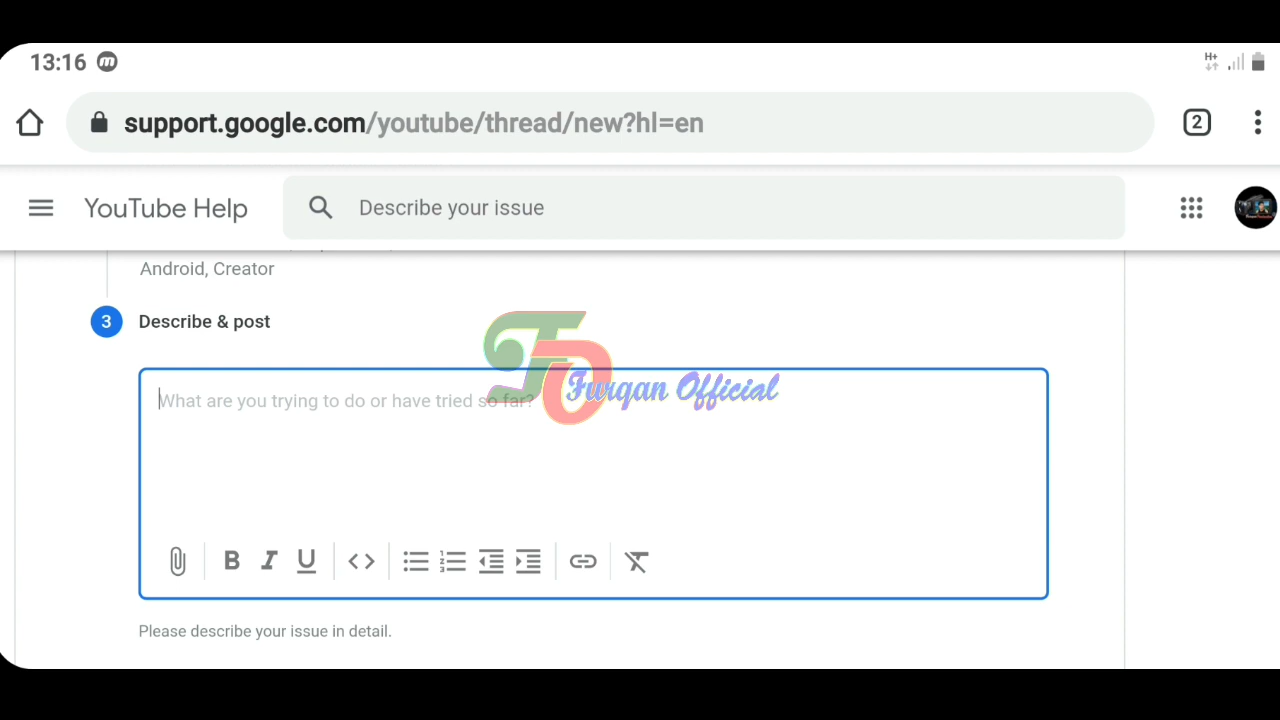 13:16
H+
support.google.com/youtube/thread/new?hl=en
2
YouTube Help
Describe your issue
Android, Creator
3 Describe & post
What are you trying to do or have tried so far?
Furqan Official
B I U
Please describe your issue in detail.